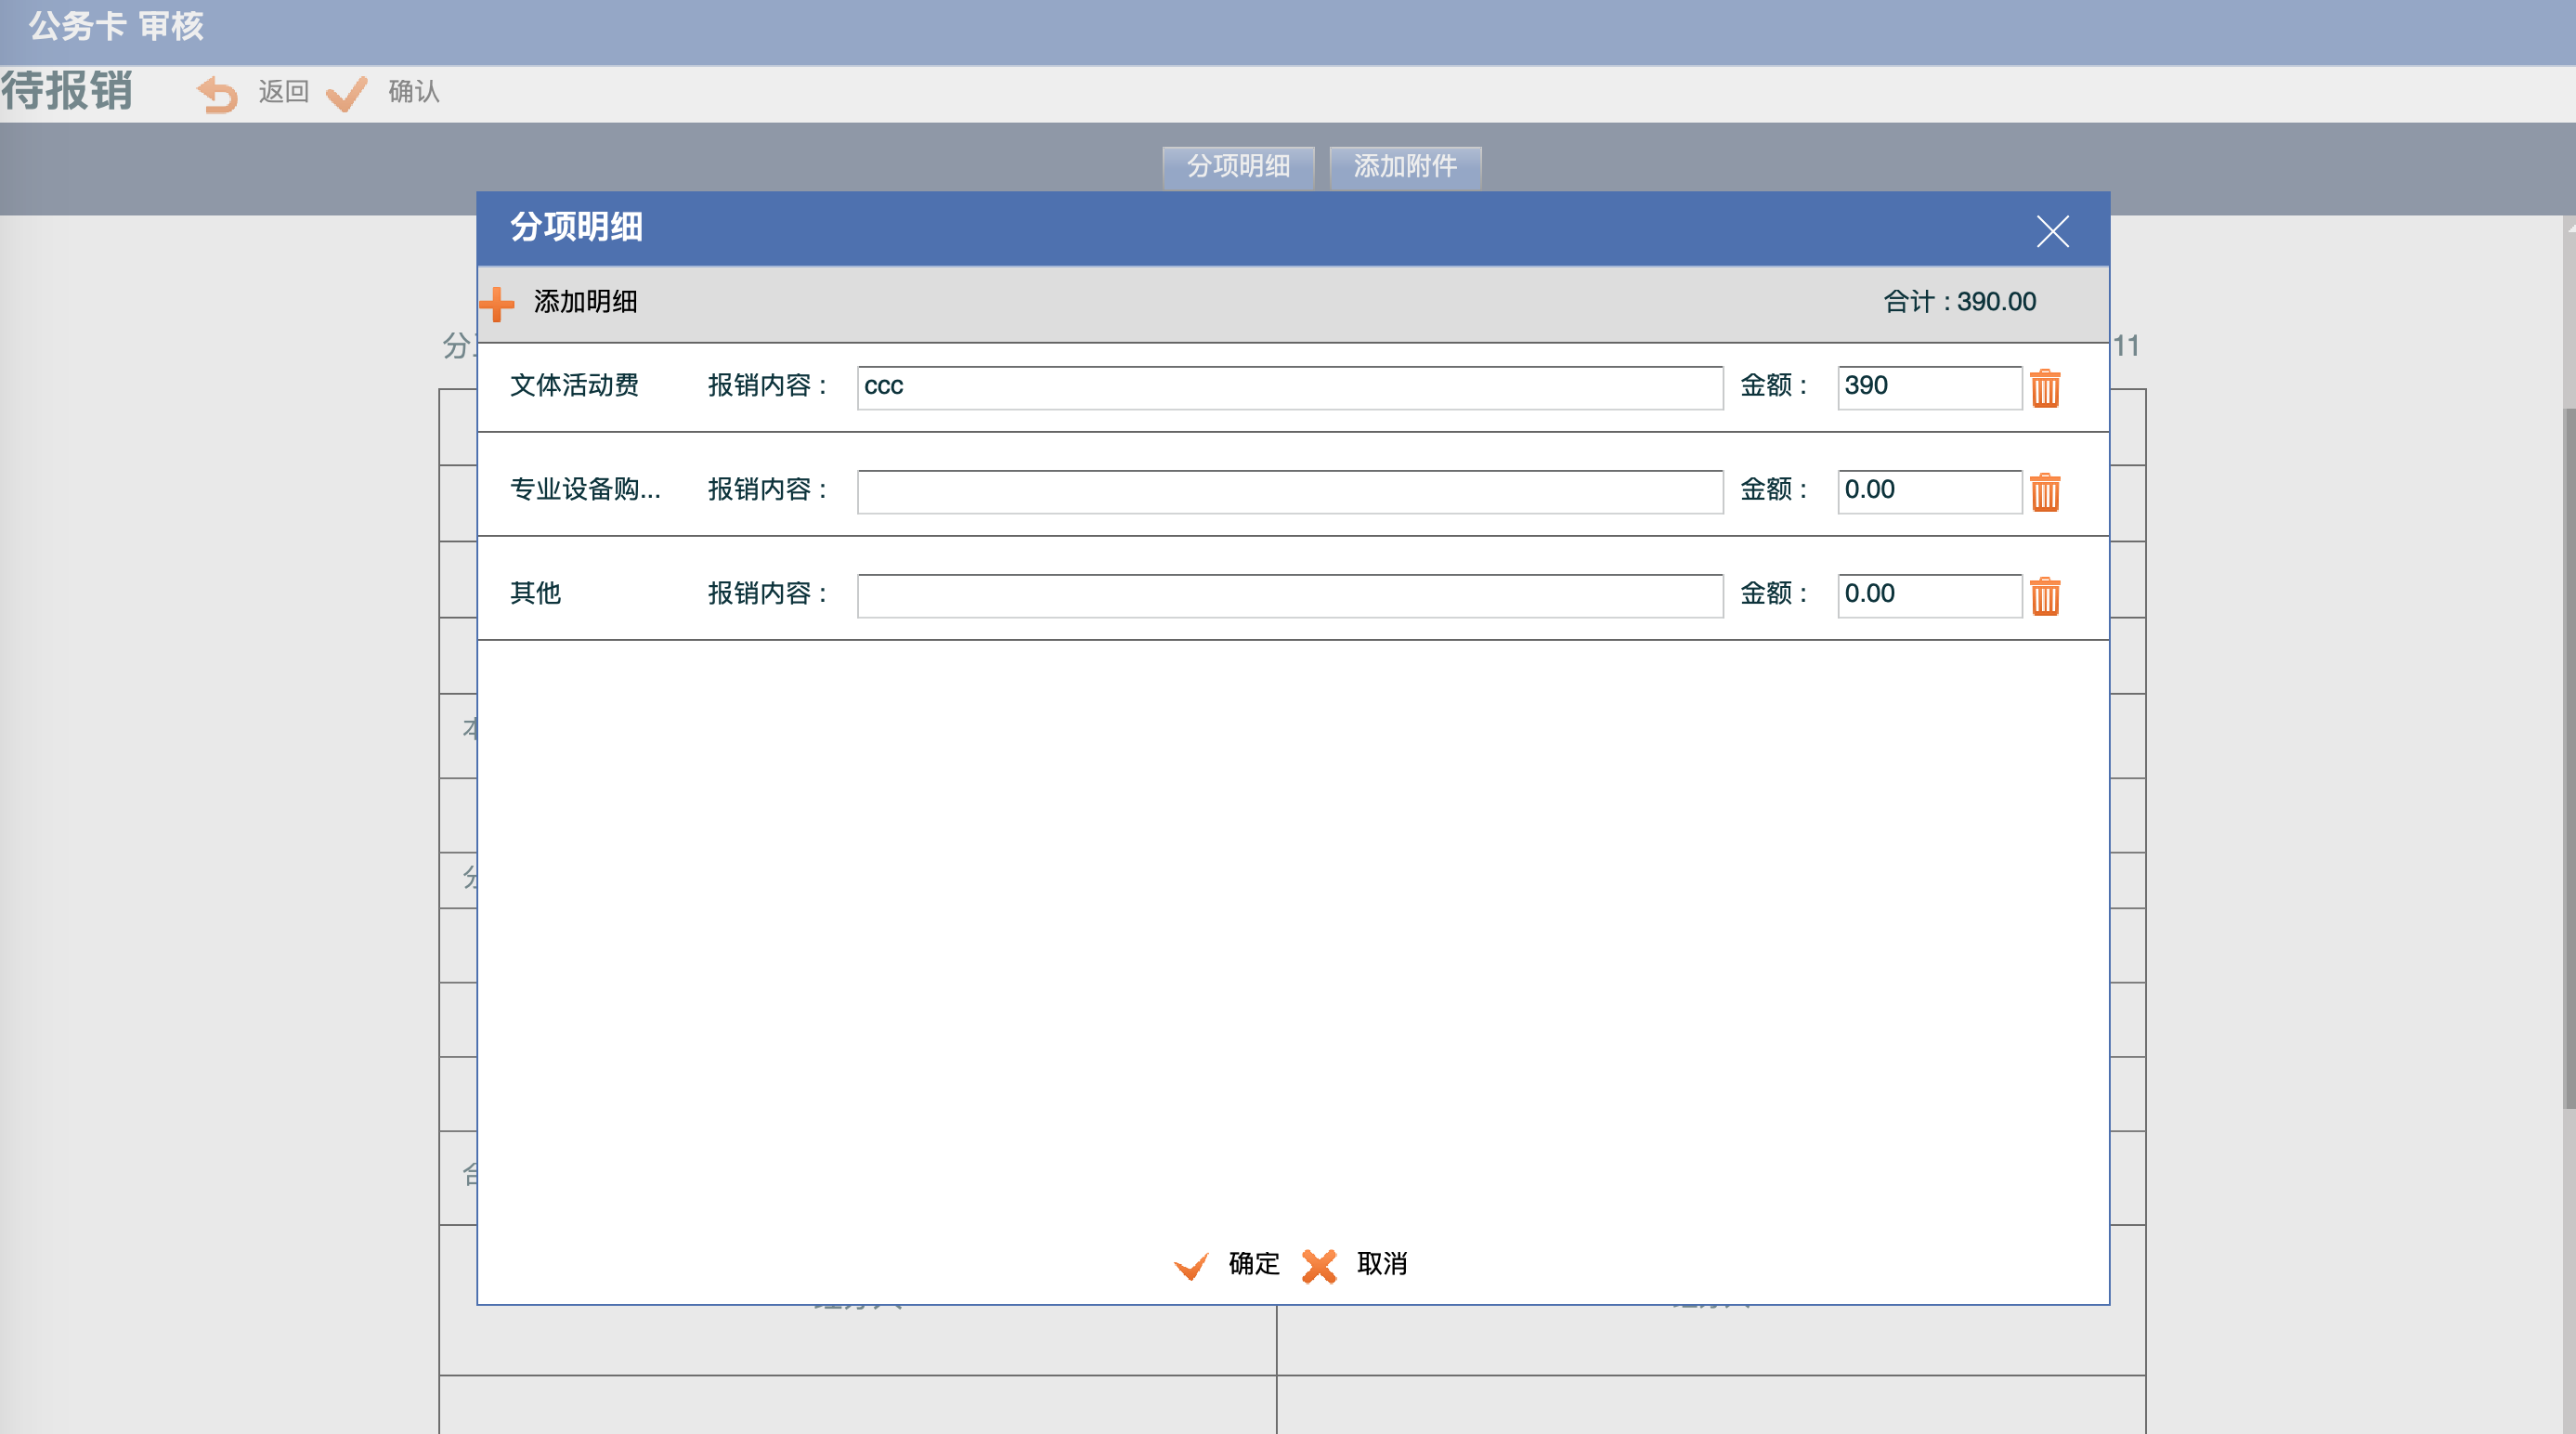 公务卡 审核
待报销 返回 确认
分项明细 添加附件
分项明细
添加明细 合计 : 390.00
分 11
文体活动费 报销内容 : ccc 金额 : 390
专业设备购... 报销内容 : 金额 : 0.00
其他 报销内容 : 金额 : 0.00
确定 取消